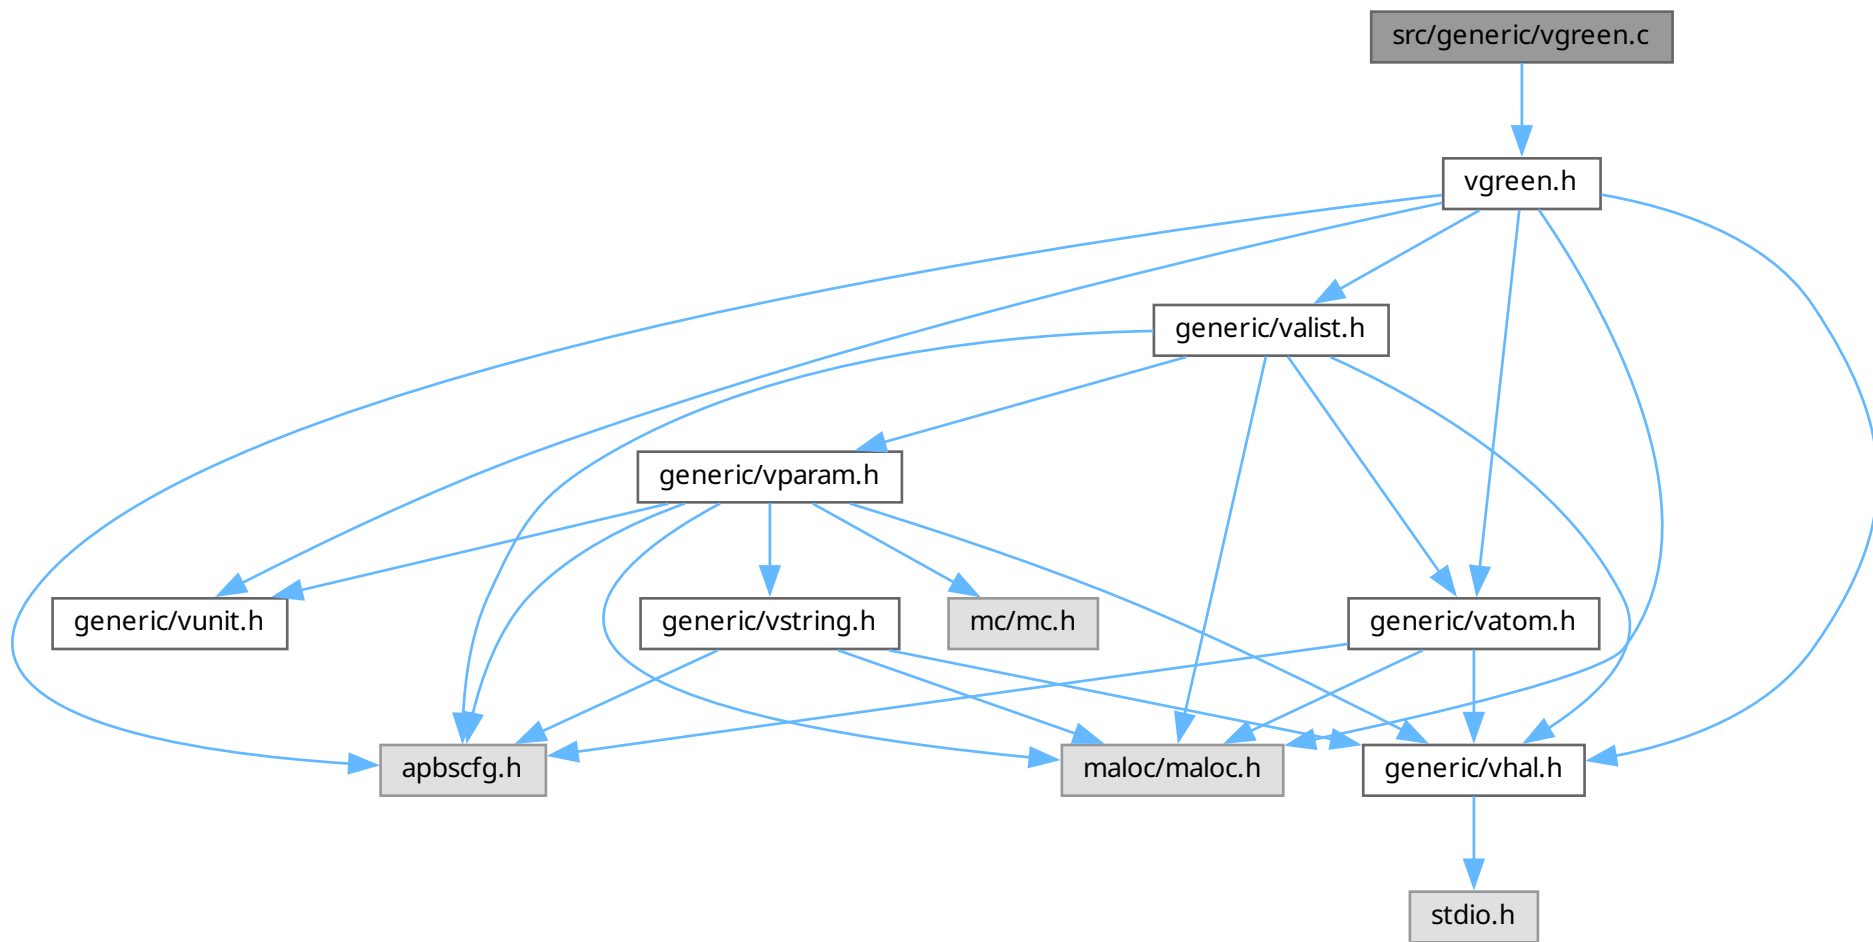 src/generic/vgreen.c
vgreen.h
generic/valist.h
generic/vparam.h
generic/vunit.h
generic/vstring.h
mc/mc.h
generic/vatom.h
apbscfg.h
maloc/maloc.h
generic/vhal.h
stdio.h